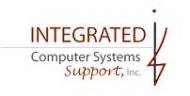 INTEGRATED
Computer Systems
Support, Inc.